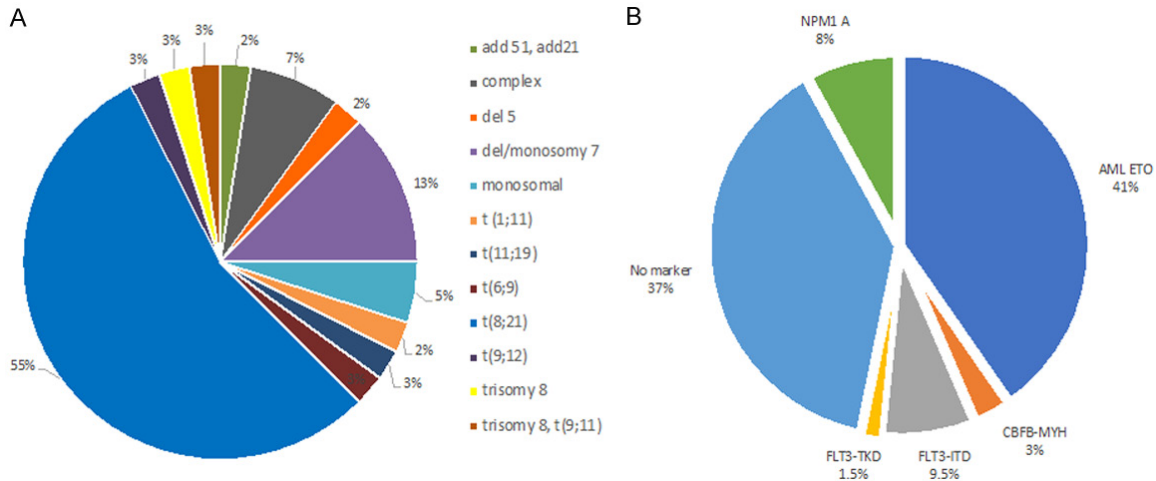 A
3%
3%
3%
2%
7%
2%
13%
5%
2%
3%
55%
add 51, add21
complex
del 5
del/monosomy 7
monosomal
t (1;11)
t(11;19)
t(6;9)
t(8;21)
t(9;12)
trisomy 8
trisomy 8, t(9;11)
B
NPM1 A
8%
AML ETO
41%
No marker
37%
CBFB-MYH
3%
FLT3-TKD
1.5%
FLT3-ITD
9.5%